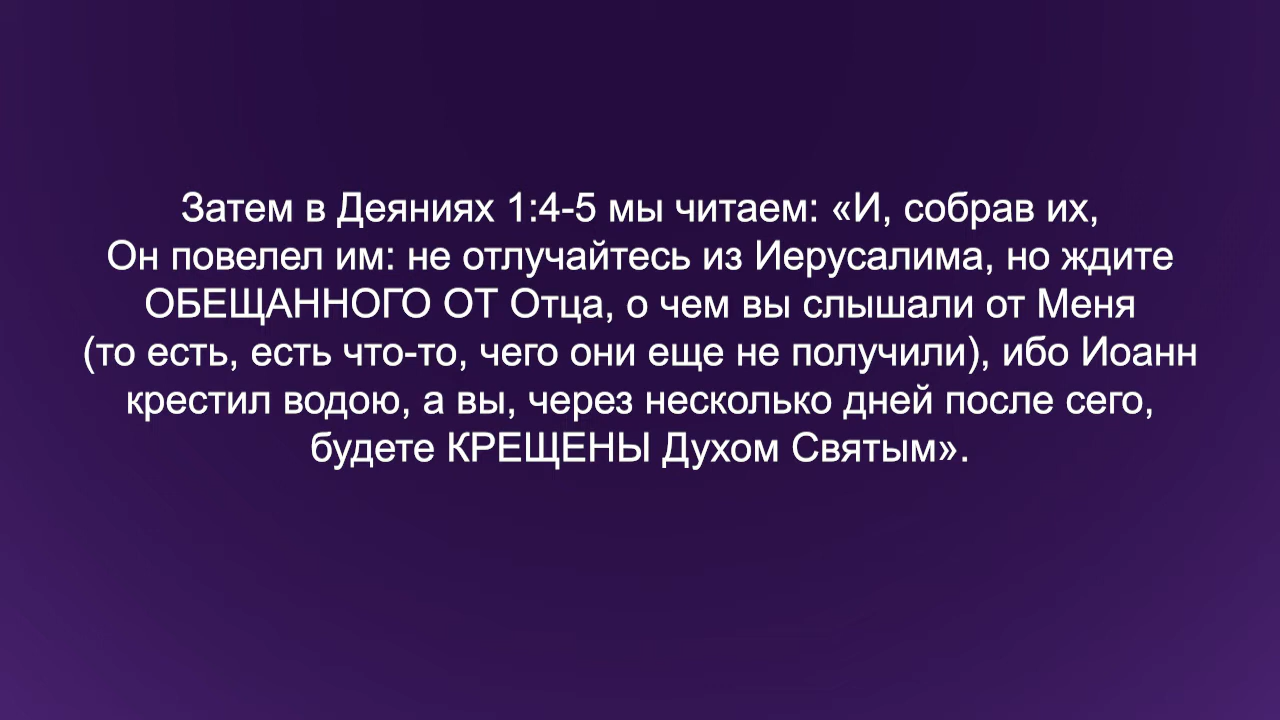 Затем в Деяниях 1:4-5 мы читаем: «И, собрав их,
Он повелел им: не отлучайтесь из Иерусалима, но ждите
ОБЕЩАННОГО ОТ Отца, о чем вы слышали от Меня
(то есть, есть что-то, чего они еще не получили), ибо Иоанн
крестил водою, а вы, через несколько дней после сего,
будете КРЕЩЕНЫ Духом Святым».